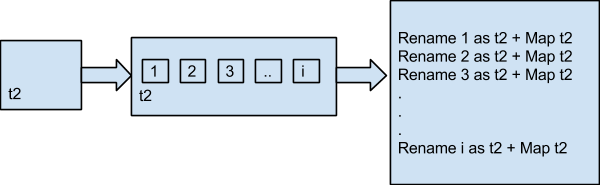 t2
1 2 3 .. i
t2
Rename 1 as t2 + Map t2
Rename 2 as t2 + Map t2
Rename 3 as t2 + Map t2
.
.
.
Rename i as t2 + Map t2